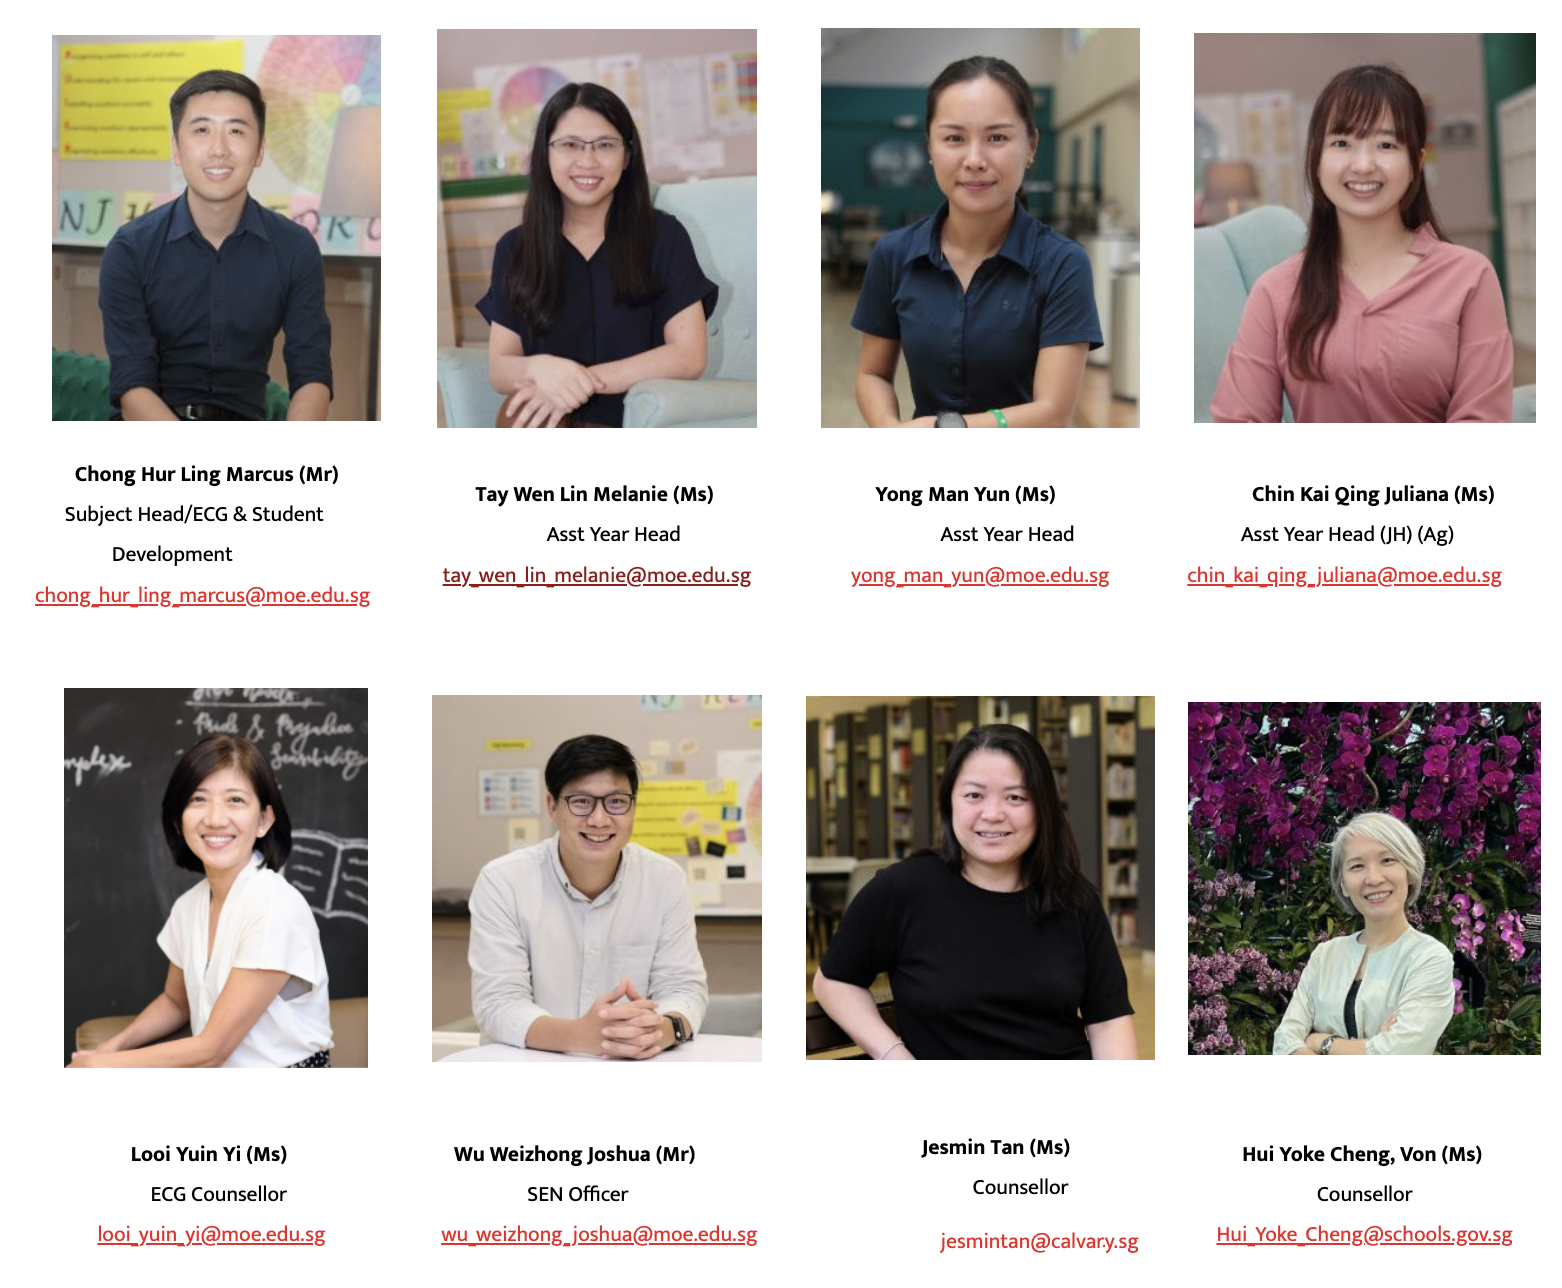 NJ
Chong Hur Ling Marcus (Mr)
Subject Head/ECG & Student
Development
chong_hur_ling_marcus@moe.edu.sg
Tay Wen Lin Melanie (Ms)
Asst Year Head
tay_wen_lin_melanie@moe.edu.sg
Yong Man Yun (Ms)
Asst Year Head
yong_man_yun@moe.edu.sg
Chin Kai Qing Juliana (Ms)
Asst Year Head (JH) (Ag)
chin_kai_qing_juliana@moe.edu.sg
Pride & Prejudice
Sensibility
Looi Yuin Yi (Ms)
ECG Counsellor
looi_yuin_yi@moe.edu.sg
Wu Weizhong Joshua (Mr)
SEN Officer
wu_weizhong_joshua@moe.edu.sg
Jesmin Tan (Ms)
Counsellor
jesmintan@calvary.sg
Hui Yoke Cheng, Von (Ms)
Counsellor
Hui_Yoke_Cheng@schools.gov.sg